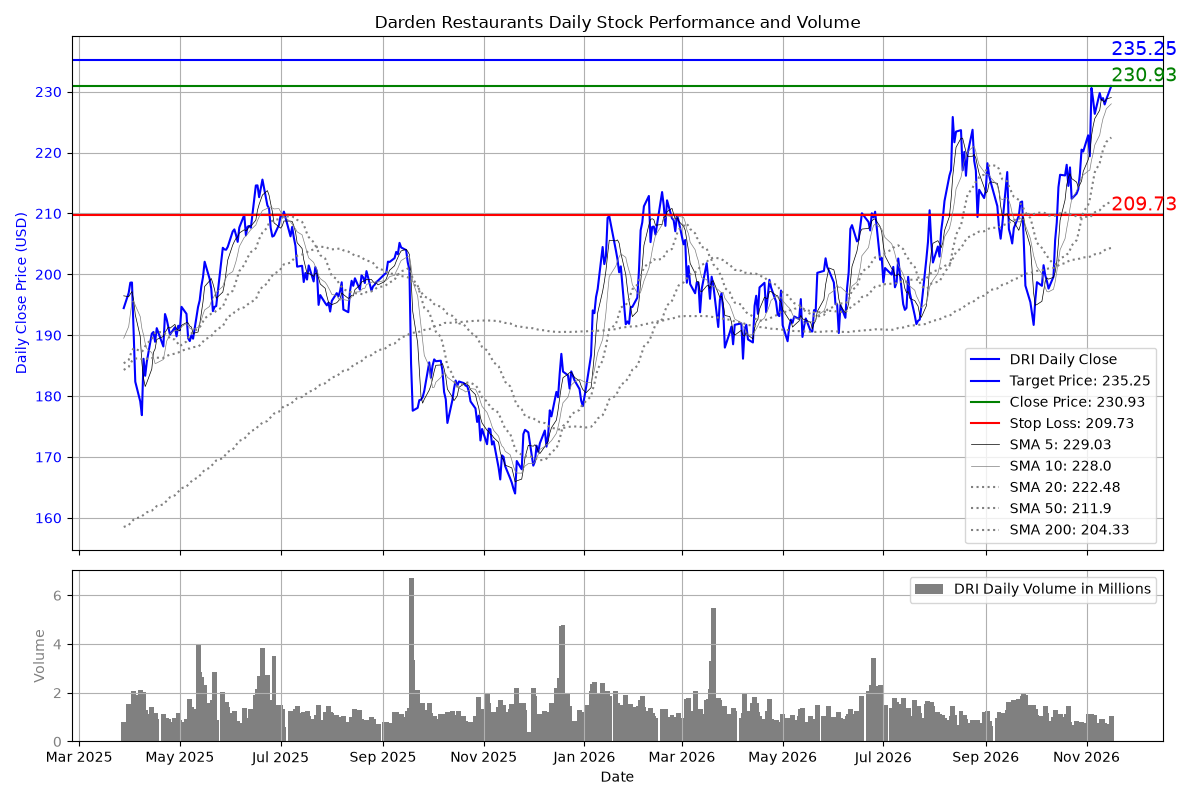 Darden Restaurants Daily Stock Performance and Volume
235.25
230.93
209.73
Daily Close Price (USD)
230
220
210
200
190
180
170
160
DRI Daily Close
Target Price: 235.25
Close Price: 230.93
Stop Loss: 209.73
SMA 5: 229.03
SMA 10: 228.0
SMA 20: 222.48
SMA 50: 211.9
SMA 200: 204.33
Volume
6
4
2
0
DRI Daily Volume in Millions
Mar 2025 May 2025 Jul 2025 Sep 2025 Nov 2025 Jan 2026 Mar 2026 May 2026 Jul 2026 Sep 2026 Nov 2026
Date